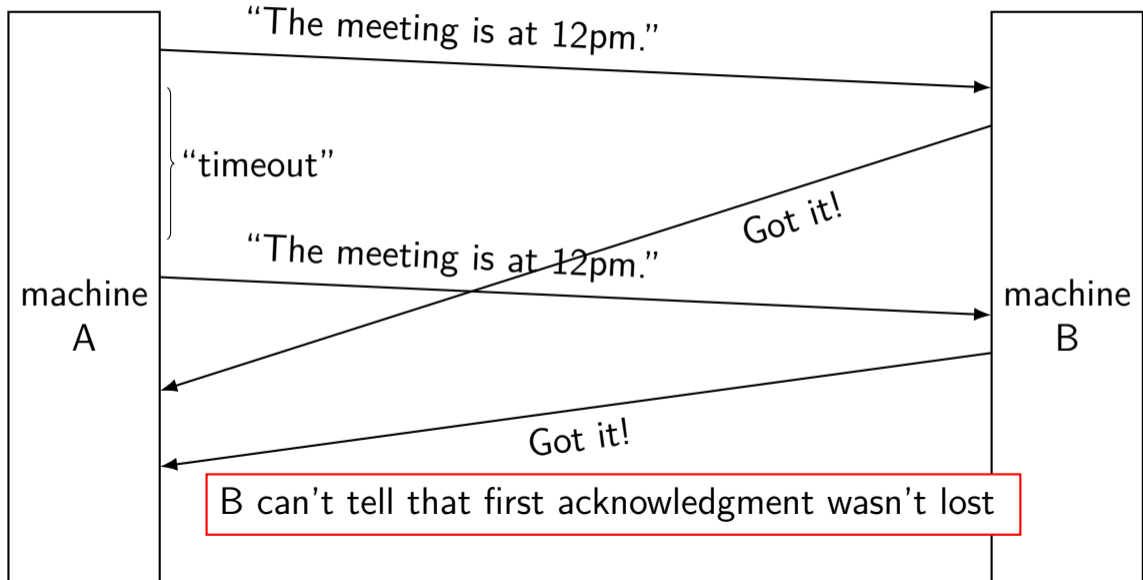 “The meeting is at 12pm.”
“timeout”
Got it!
“The meeting is at 12pm.”
machine
A
machine
B
Got it!
B can't tell that first acknowledgment wasn't lost